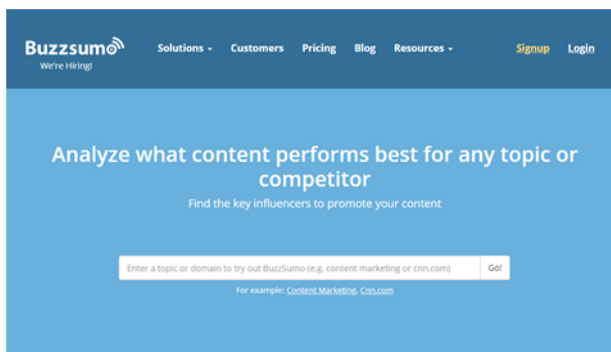 Buzzsumo
We're Hiring!
Solutions
Customers
Pricing
Blog
Resources
Signup
Login
Analyze what content performs best for any topic or
competitor
Find the key influencers to promote your content
Enter a topic or domain to try out BuzzSumo (e.g. content marketing or cnn.com)
Go!
For example: Content Marketing, Cnn.com